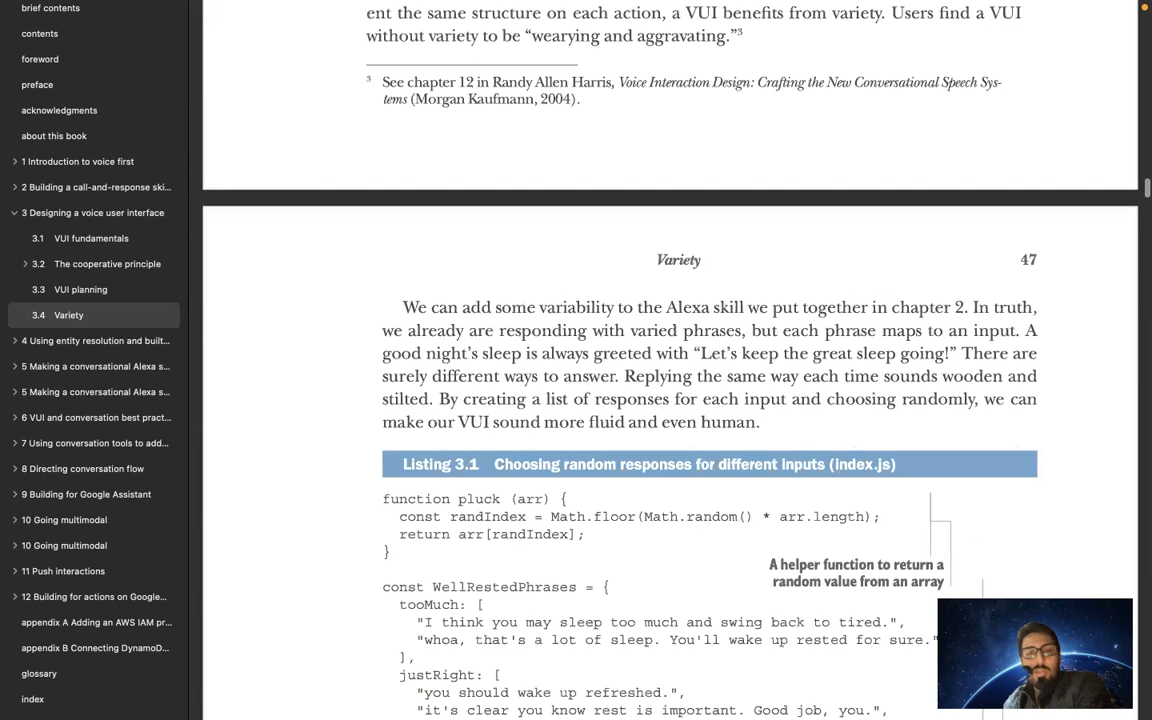 brief contents
contents
foreword
preface
acknowledgments
about this book
1 Introduction to voice first
2 Building a call-and-response ski...
3 Designing a voice user interface
3.1 VUI fundamentals
3.2 The cooperative principle
3.3 VUI planning
3.4 Variety
4 Using entity resolution and built...
5 Making a conversational Alexa s...
5 Making a conversational Alexa s...
6 VUI and conversation best pract...
7 Using conversation tools to add...
8 Directing conversation flow
9 Building for Google Assistant
10 Going multimodal
10 Going multimodal
11 Push interactions
12 Building for actions on Google...
appendix A Adding an AWS IAM pr...
appendix B Connecting DynamoD...
glossary
index
ent the same structure on each action, a VUI benefits from variety. Users find a VUI
without variety to be “wearying and aggravating.”3
3 See chapter 12 in Randy Allen Harris, Voice Interaction Design: Crafting the New Conversational Speech Sys-
tems (Morgan Kaufmann, 2004).
Variety 47
We can add some variability to the Alexa skill we put together in chapter 2. In truth,
we already are responding with varied phrases, but each phrase maps to an input. A
good night’s sleep is always greeted with “Let’s keep the great sleep going!” There are
surely different ways to answer. Replying the same way each time sounds wooden and
stilted. By creating a list of responses for each input and choosing randomly, we can
make our VUI sound more fluid and even human.
Listing 3.1 Choosing random responses for different inputs (index.js)
function pluck (arr) {
const randIndex = Math.floor(Math.random() * arr.length);
return arr[randIndex];
}
A helper function to return a
random value from an array
const WellRestedPhrases = {
tooMuch: [
"I think you may sleep too much and swing back to tired.",
"whoa, that's a lot of sleep. You'll wake up rested for sure."
],
justRight: [
"you should wake up refreshed.",
"it's clear you know rest is important. Good job, you.",